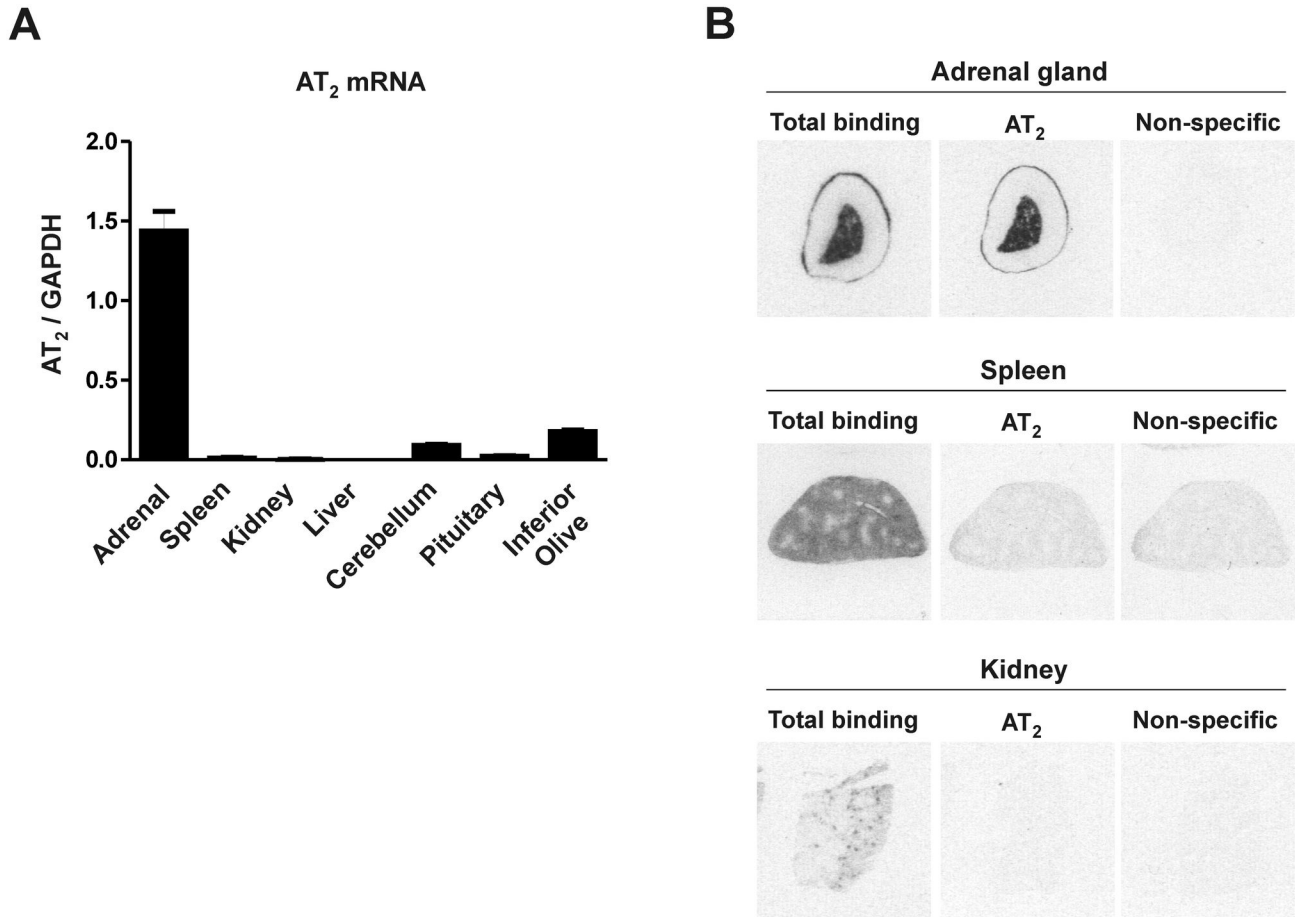 A
AT2 mRNA
AT2 / GAPDH
2.0
1.5
1.0
0.5
0.0
Adrenal
Spleen
Kidney
Liver
Cerebellum
Pituitary
Inferior
Olive
B
Adrenal gland
Total binding AT2 Non-specific
Spleen
Total binding AT2 Non-specific
Kidney
Total binding AT2 Non-specific